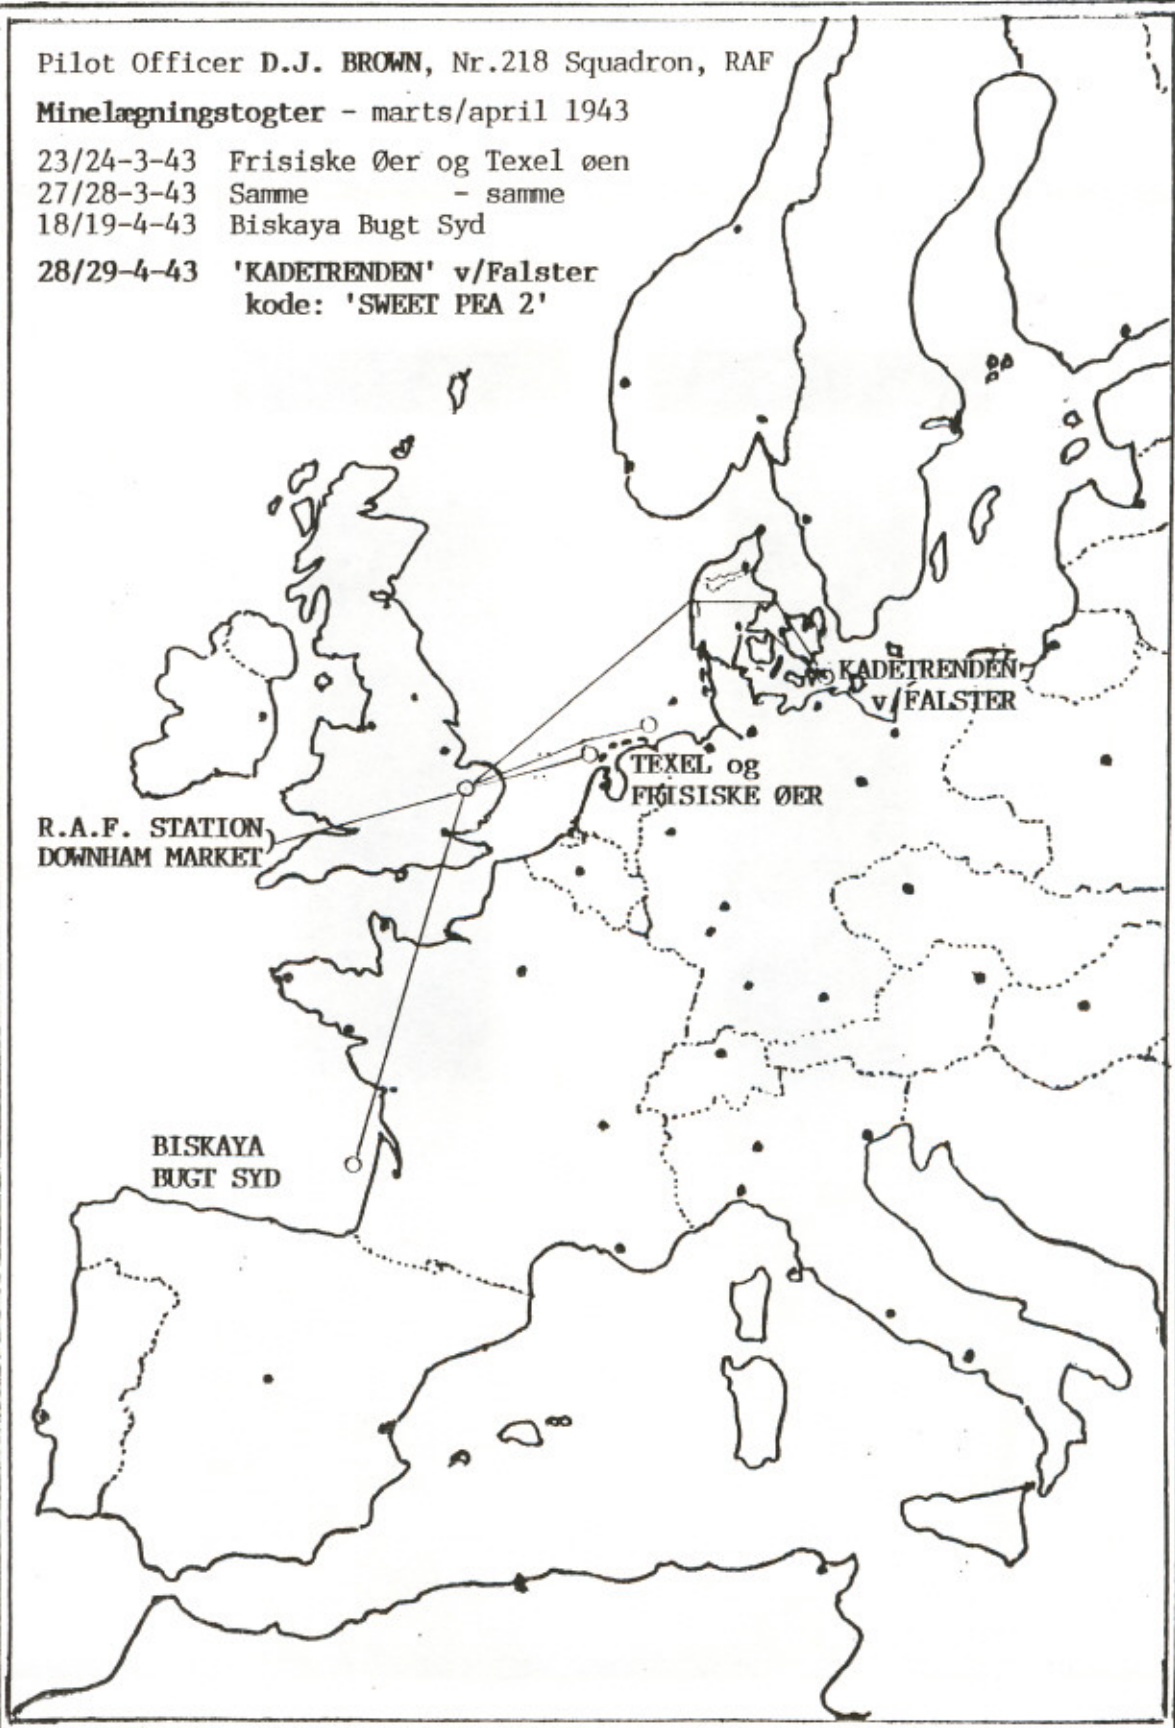 Pilot Officer D.J. BROWN, Nr.218 Squadron, RAF
Minelægningstogter - marts/april 1943
23/24-3-43 Frisiske Øer og Texel øen
27/28-3-43 Samme - samme
18/19-4-43 Biskaya Bugt Syd
28/29-4-43 'KADETRENDEN' v/Falster
kode: 'SWEET PEA 2'
KADETRENDEN
v/FALSTER
TEXEL og
FRISISKE ØER
R.A.F. STATION
DOWNHAM MARKET
BISKAYA
BUGT SYD